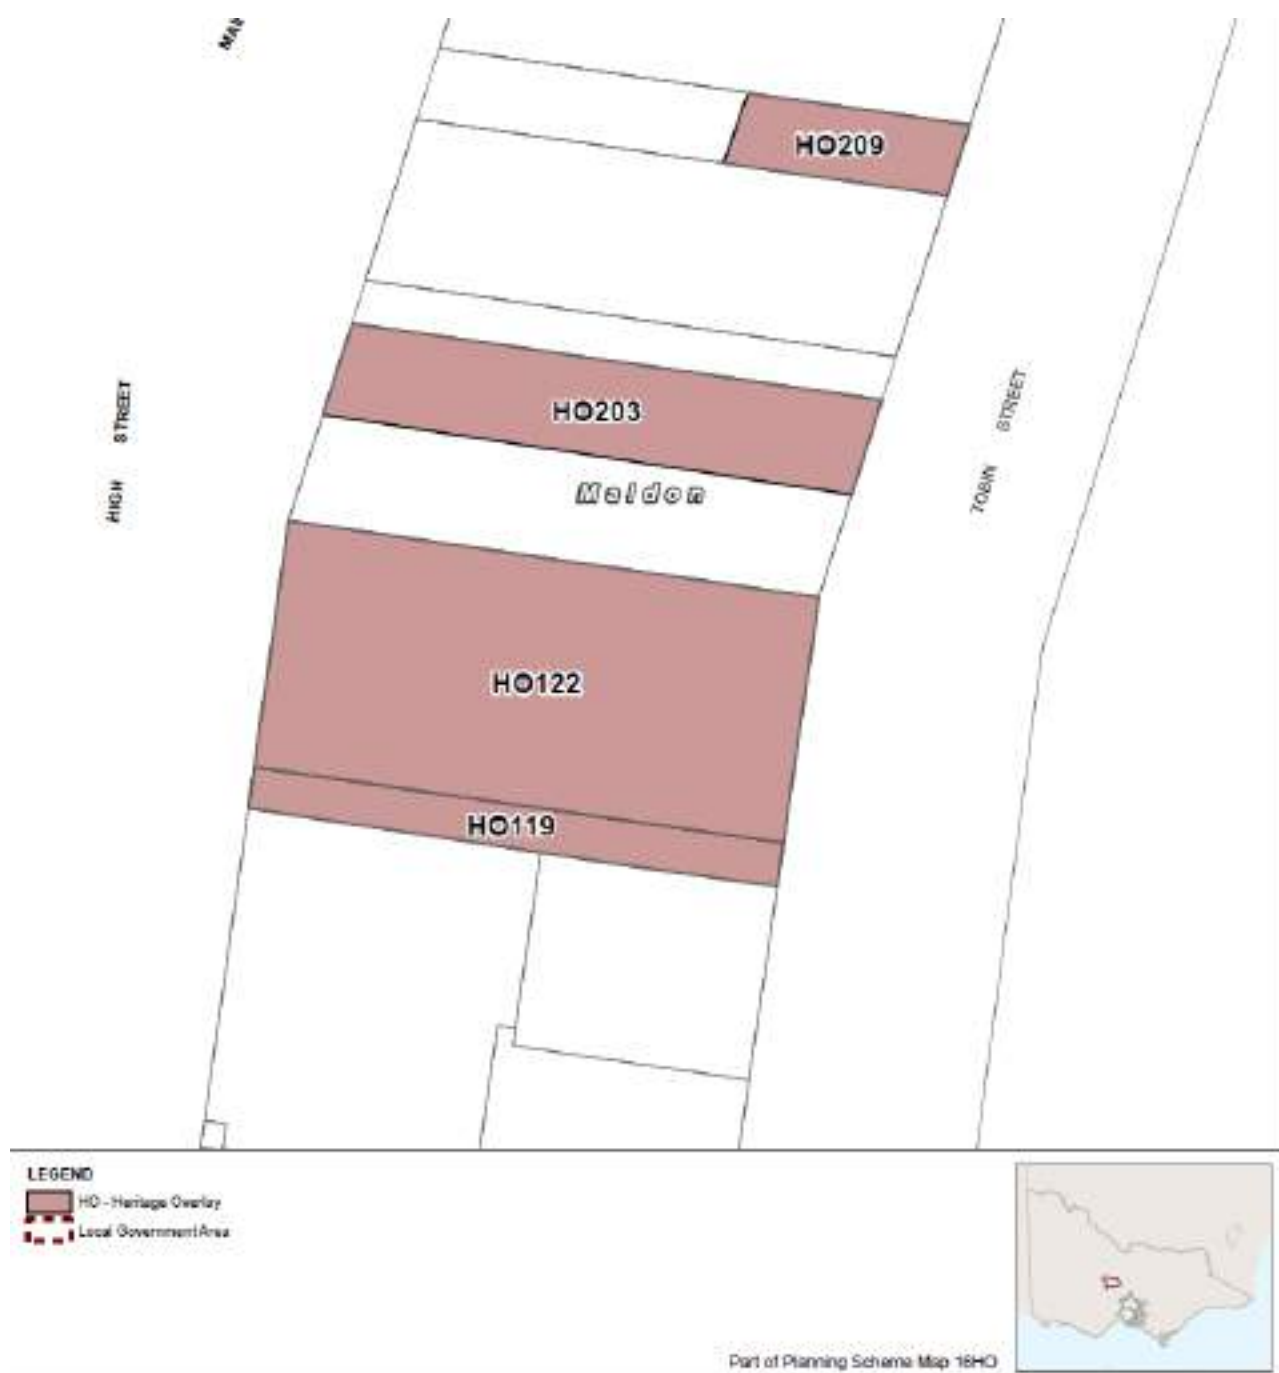 HO209
HO203
HIGH STREET
TOBIN STREET
Maldon
HO122
HO119
LEGEND
HO - Heritage Overlay
Local Government Area
Part of Planning Scheme Map 16HO